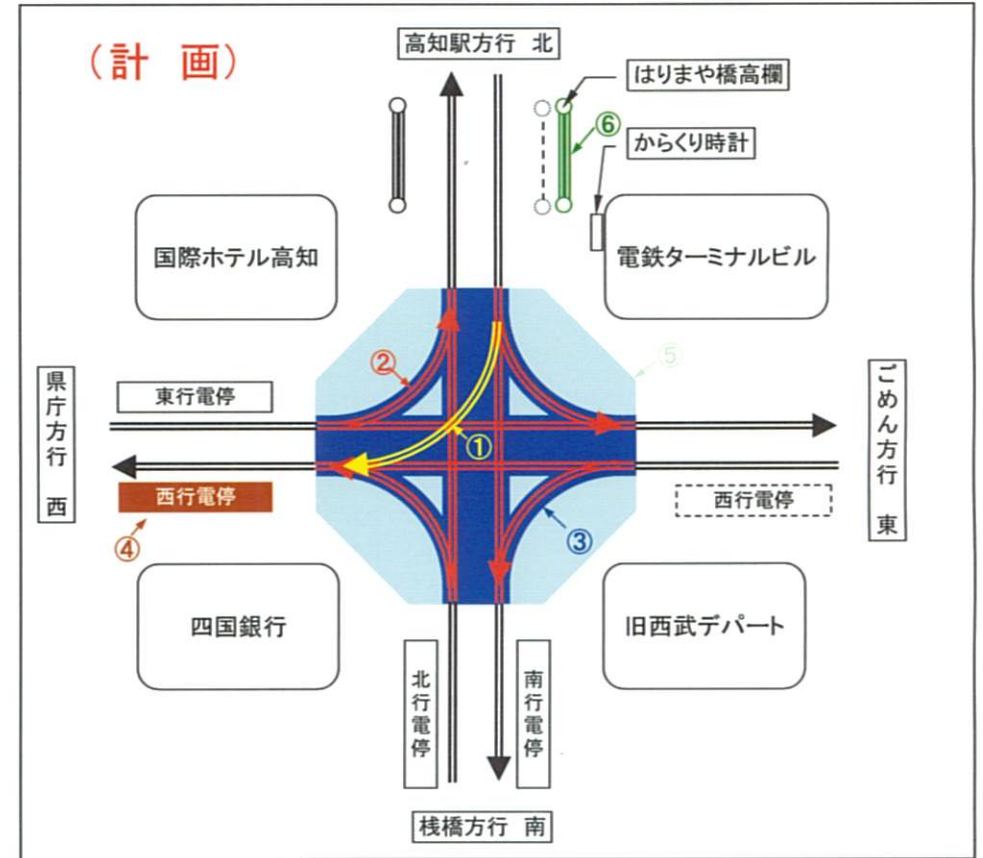 (計 画)
高知駅方行 北
はりまや橋高欄
⑥
からくり時計
国際ホテル高知
電鉄ターミナルビル
②
⑤
県庁方行 西
東行電停
ごめん方行 東
①
西行電停
西行電停
④
③
四国銀行
旧西武デパート
北行電停
南行電停
桟橋方行 南